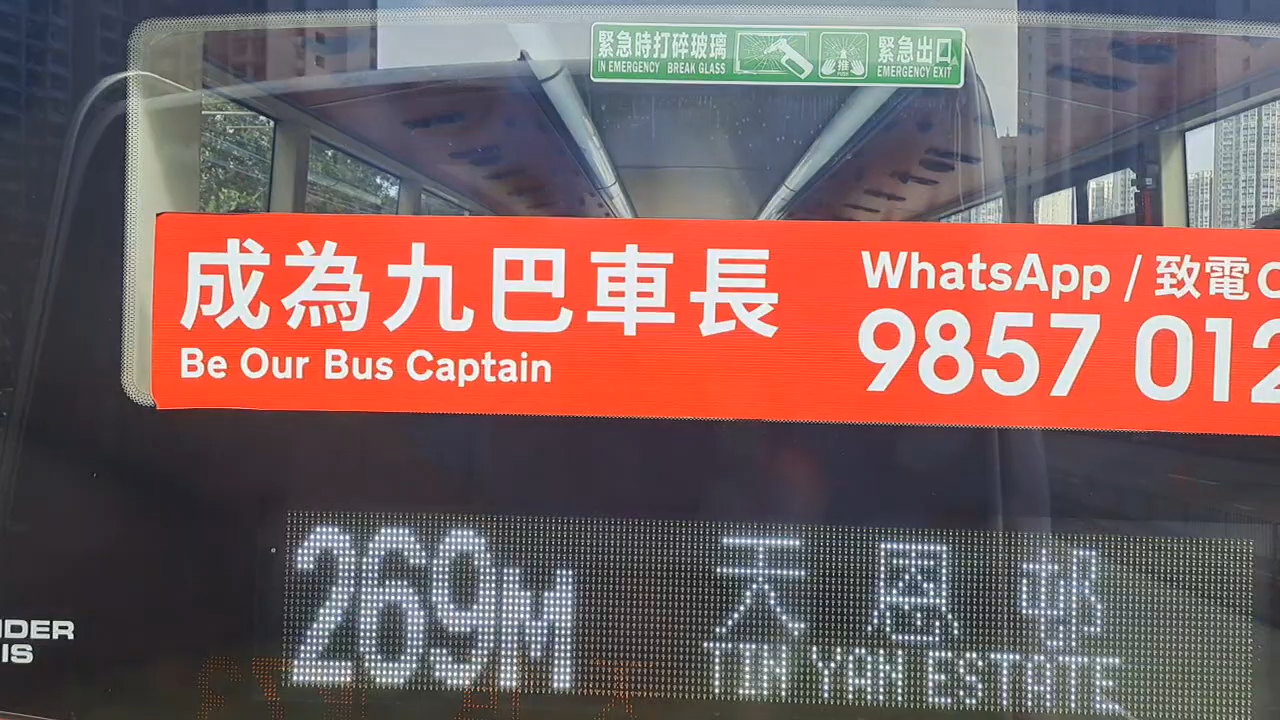 緊急時打碎玻璃
IN EMERGENCY BREAK GLASS
推
PUSH
緊急出口
EMERGENCY EXIT
成為九巴車長
Be Our Bus Captain
WhatsApp / 致電
9857 012
269M
天恩邨
TIN YAN ESTATE